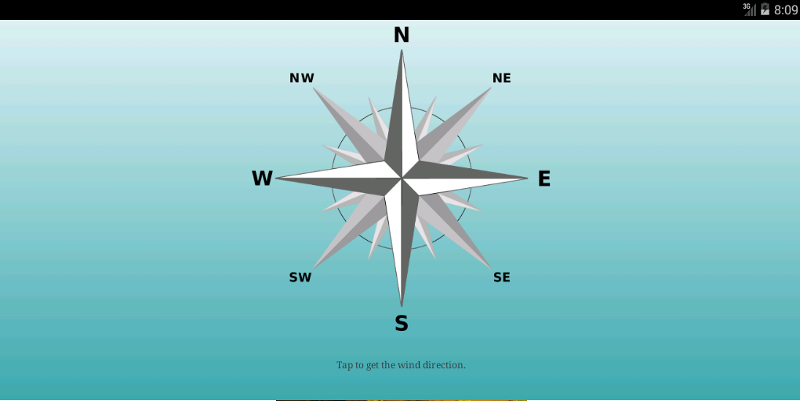 3G 8:09
N
NW NE
W E
SW SE
S
Tap to get the wind direction.